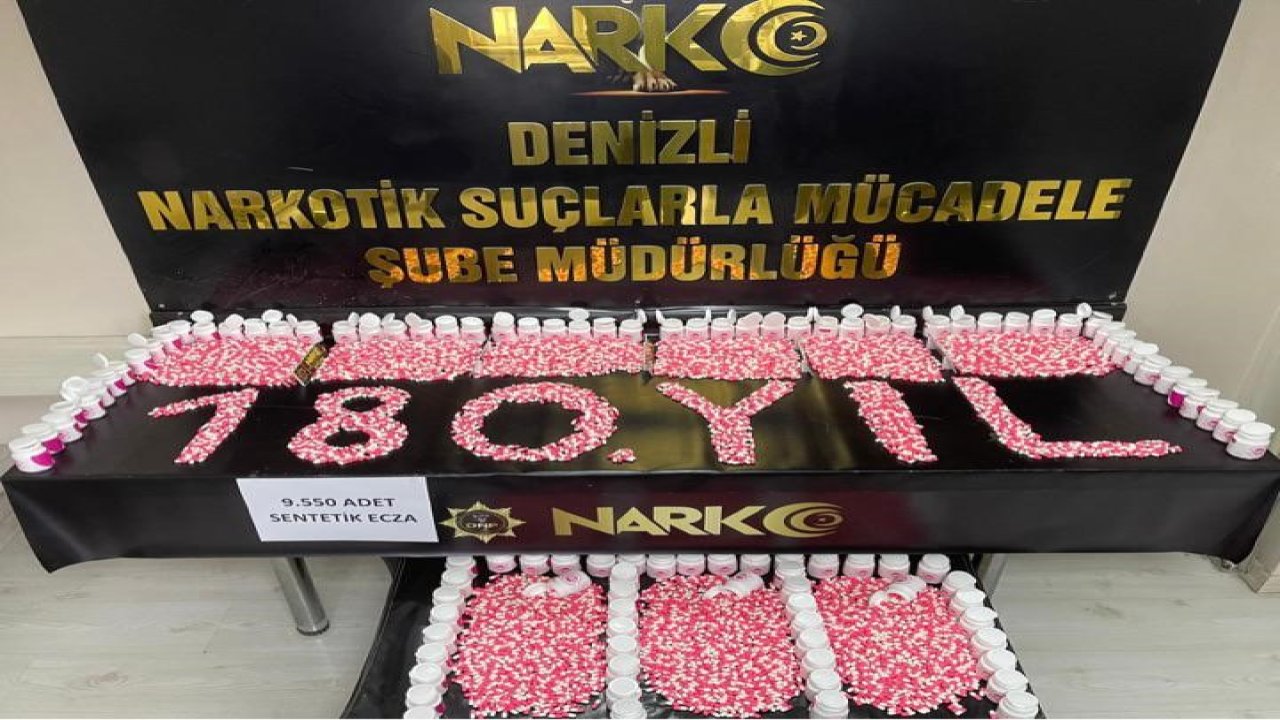 NARKO
DENİZLİ
NARKOTİK SUÇLARLA MÜCADELE
ŞUBE MÜDÜRLÜĞÜ
180.YIL
9.550 ADET
SENTETİK ECZA
NARKO